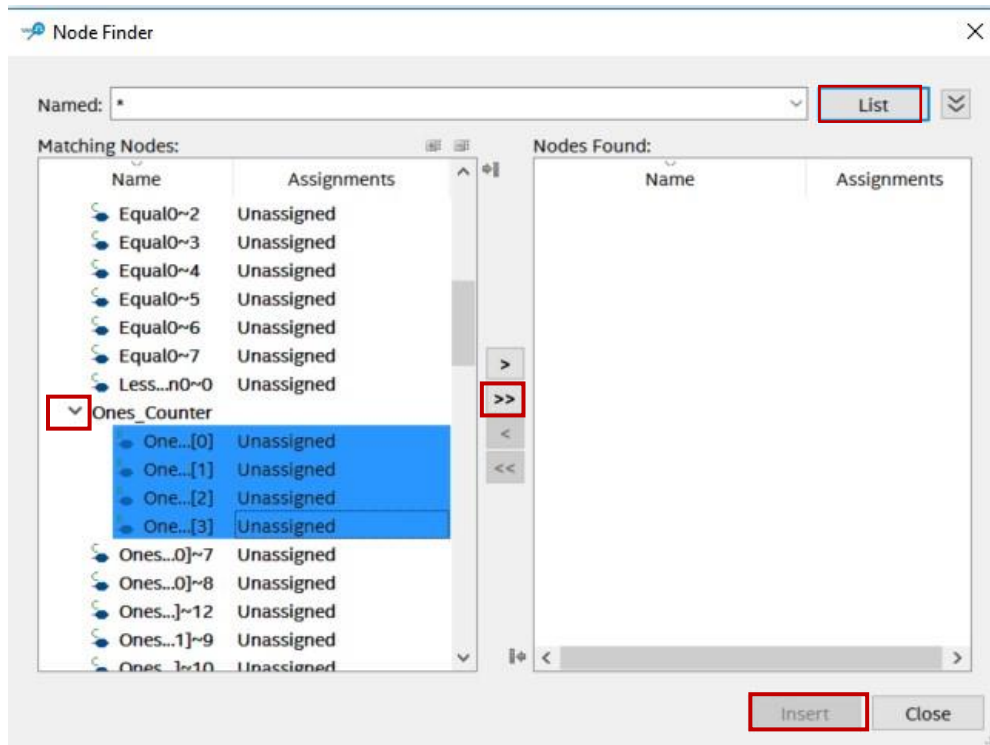 Node Finder
Named: * List
Matching Nodes: Nodes Found:
Name Assignments Name Assignments
Equal0~2 Unassigned
Equal0~3 Unassigned
Equal0~4 Unassigned
Equal0~5 Unassigned
Equal0~6 Unassigned
Equal0~7 Unassigned
Less...n0~0 Unassigned
>
Ones_Counter
>>
One...[0] Unassigned
<
One...[1] Unassigned
<<
One...[2] Unassigned
One...[3] Unassigned
Ones...0]~7 Unassigned
Ones...0]~8 Unassigned
Ones...]~12 Unassigned
Ones...1]~9 Unassigned
Ones...]~10 Unassigned
Insert Close